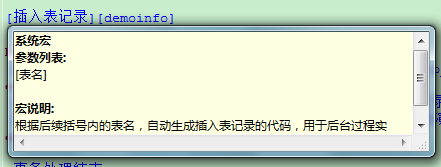 [插入表记录][demoinfo]
系统宏
参数列表:
[表名]
宏说明:
根据后续括号内的表名，自动生成插入表记录的代码，用于后台过程实